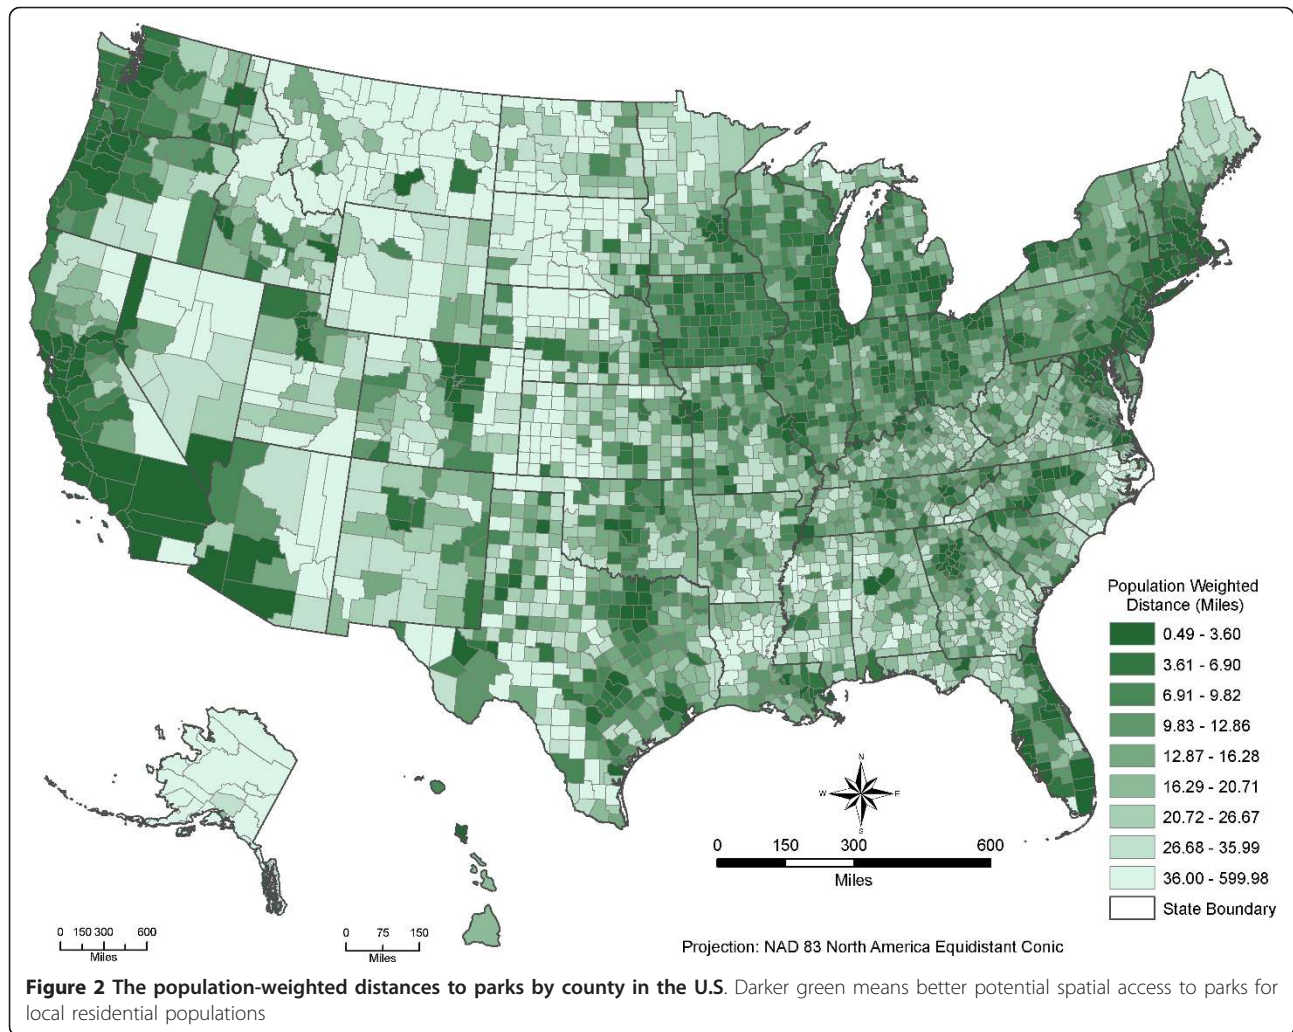 Population Weighted
Distance (Miles)
0.49 - 3.60
3.61 - 6.90
6.91 - 9.82
9.83 - 12.86
12.87 - 16.28
16.29 - 20.71
20.72 - 26.67
26.68 - 35.99
36.00 - 599.98
State Boundary
N
W E
S
0 150 300 600
Miles
0 150 300 600
Miles
0 75 150
Miles
Projection: NAD 83 North America Equidistant Conic
Figure 2 The population-weighted distances to parks by county in the U.S. Darker green means better potential spatial access to parks for
local residential populations